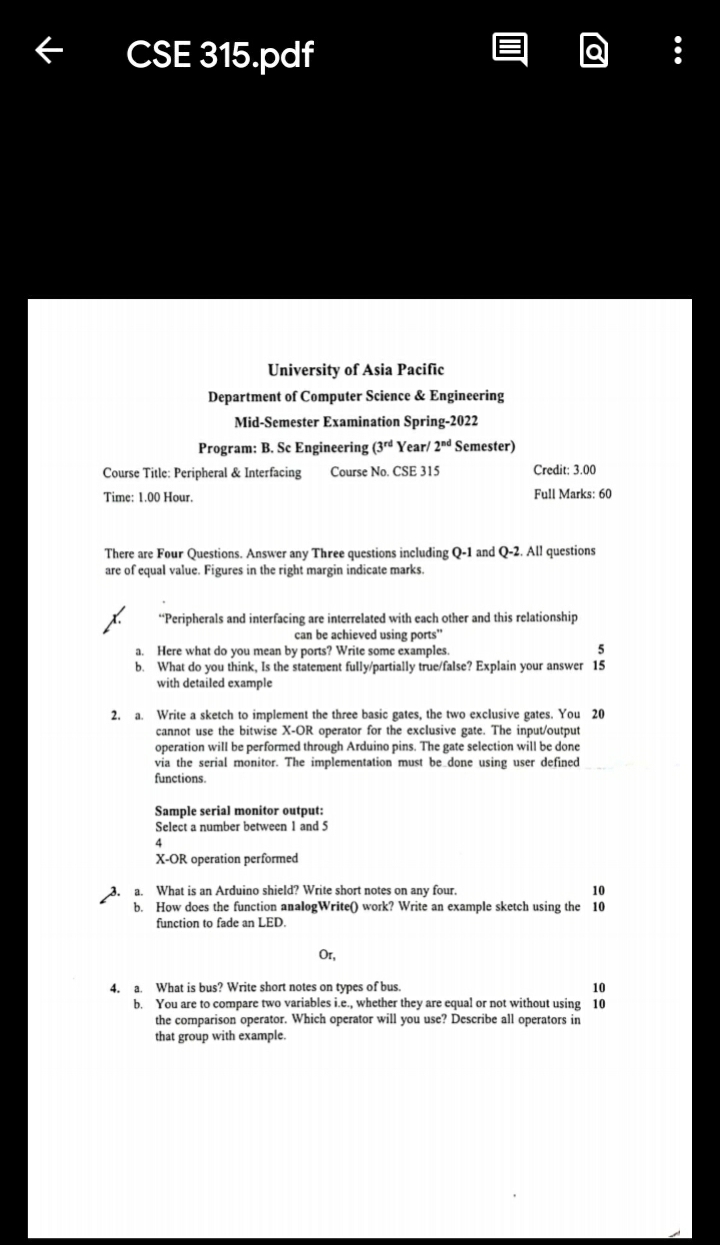 CSE 315.pdf
University of Asia Pacific
Department of Computer Science & Engineering
Mid-Semester Examination Spring-2022
Program: B. Sc Engineering (3rd Year/ 2nd Semester)
Course Title: Peripheral & Interfacing Course No. CSE 315 Credit: 3.00
Time: 1.00 Hour. Full Marks: 60
There are Four Questions. Answer any Three questions including Q-1 and Q-2. All questions
are of equal value. Figures in the right margin indicate marks.
1. "Peripherals and interfacing are interrelated with each other and this relationship
can be achieved using ports"
a. Here what do you mean by ports? Write some examples. 5
b. What do you think, Is the statement fully/partially true/false? Explain your answer 15
with detailed example
2. a. Write a sketch to implement the three basic gates, the two exclusive gates. You 20
cannot use the bitwise X-OR operator for the exclusive gate. The input/output
operation will be performed through Arduino pins. The gate selection will be done
via the serial monitor. The implementation must be done using user defined
functions.
Sample serial monitor output:
Select a number between 1 and 5
4
X-OR operation performed
3. a. What is an Arduino shield? Write short notes on any four. 10
b. How does the function analogWrite() work? Write an example sketch using the 10
function to fade an LED.
Or,
4. a. What is bus? Write short notes on types of bus. 10
b. You are to compare two variables i.e., whether they are equal or not without using 10
the comparison operator. Which operator will you use? Describe all operators in
that group with example.